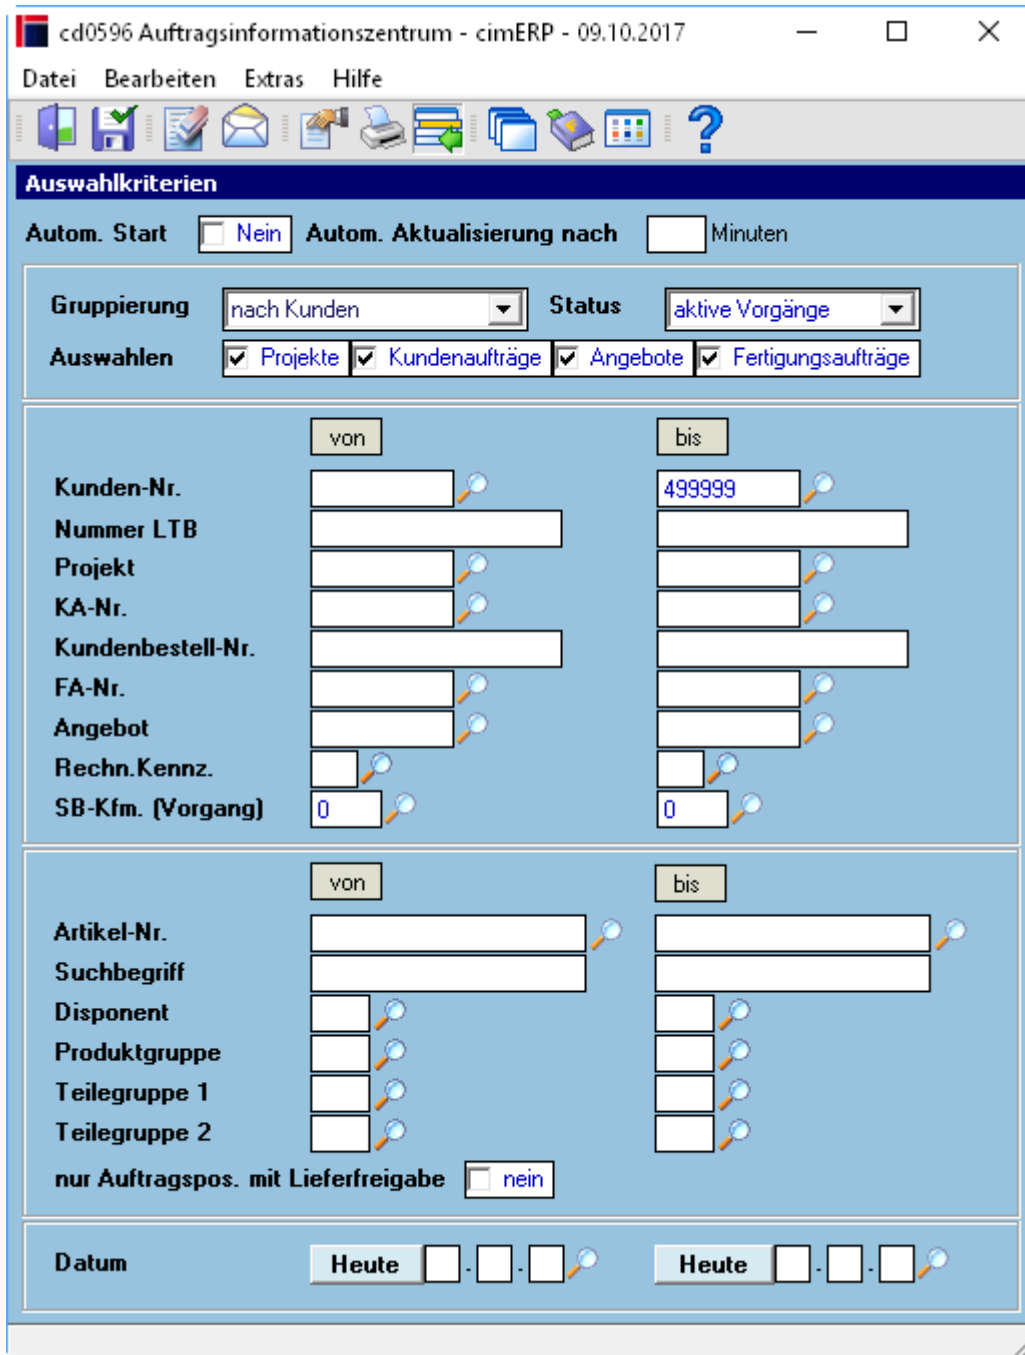 cd0596 Auftragsinformationszentrum - cimERP - 09.10.2017
Datei Bearbeiten Extras Hilfe
Auswahlkriterien
Autom. Start Nein Autom. Aktualisierung nach Minuten
Gruppierung nach Kunden Status aktive Vorgänge
Auswahlen Projekte Kundenaufträge Angebote Fertigungsaufträge
von bis
Kunden-Nr. 499999
Nummer LTB
Projekt
KA-Nr.
Kundenbestell-Nr.
FA-Nr.
Angebot
Rechn.Kennz.
SB-Kfm. (Vorgang) 0 0
von bis
Artikel-Nr.
Suchbegriff
Disponent
Produktgruppe
Teilegruppe 1
Teilegruppe 2
nur Auftragspos. mit Lieferfreigabe nein
Datum Heute . . Heute . .